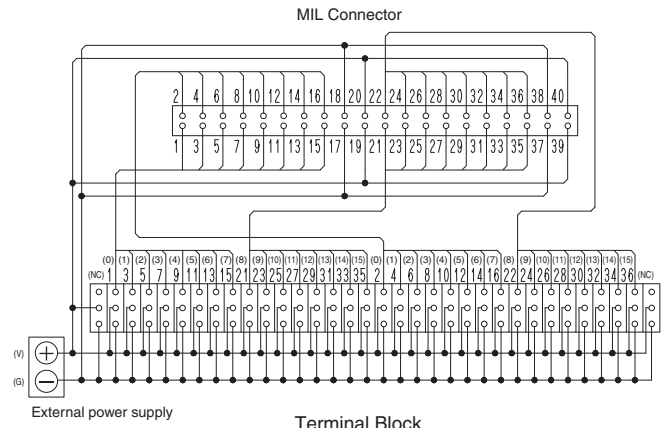 MIL Connector
2 4 6 8 10 12 14 16 18 20 22 24 26 28 30 32 34 36 38 40
1 3 5 7 9 11 13 15 17 19 21 23 25 27 29 31 33 35 37 39
(0) (1) (2) (3) (4) (5) (6) (7) (8) (9) (10) (11) (12) (13) (14) (15) (0) (1) (2) (3) (4) (5) (6) (7) (8) (9) (10) (11) (12) (13) (14) (15)
(NC) 1 3 5 7 9 11 13 15 21 23 25 27 29 31 33 35 2 4 6 8 10 12 14 16 22 24 26 28 30 32 34 36 (NC)
(V)
(G)
External power supply
Terminal Block